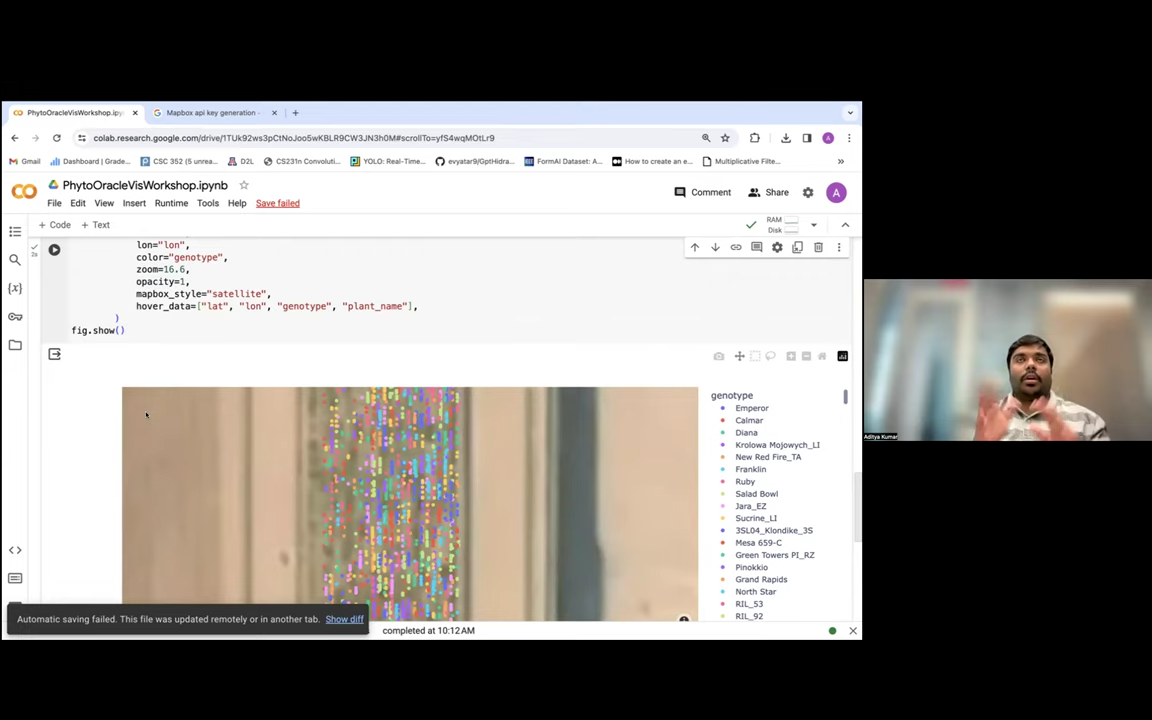 PhytoOracleVisWorkshop.ipy
Mapbox api key generation -
colab.research.google.com/drive/1TUk92ws3pCtNoJoo5wKBLR9CW3JN3h0M#scrollTo=yfS4wqMOtLr9
Gmail
Dashboard | Grade...
CSC 352 (5 unrea...
D2L
CS231n Convoluti...
YOLO: Real-Time...
evyatar9/GptHidra...
FormAI Dataset: A...
How to create an e...
Multiplicative Filte...
»
CO
PhytoOracleVisWorkshop.ipynb
Comment
Share
A
File Edit View Insert Runtime Tools Help Save failed
+ Code + Text
RAM
Disk
2s
lon="lon",
color="genotype",
zoom=16.6,
opacity=1,
mapbox_style="satellite",
hover_data=["lat", "lon", "genotype", "plant_name"],
)
fig.show()
genotype
Emperor
Calmar
Diana
Krolowa Mojowych_LI
New Red Fire_TA
Franklin
Ruby
Salad Bowl
Jara_EZ
Sucrine_LI
3SL04_Klondike_3S
Mesa 659-C
Green Towers PI_RZ
Pinokkio
Grand Rapids
North Star
RIL_53
RIL_92
Automatic saving failed. This file was updated remotely or in another tab. Show diff
completed at 10:12 AM
Aditya Kumar